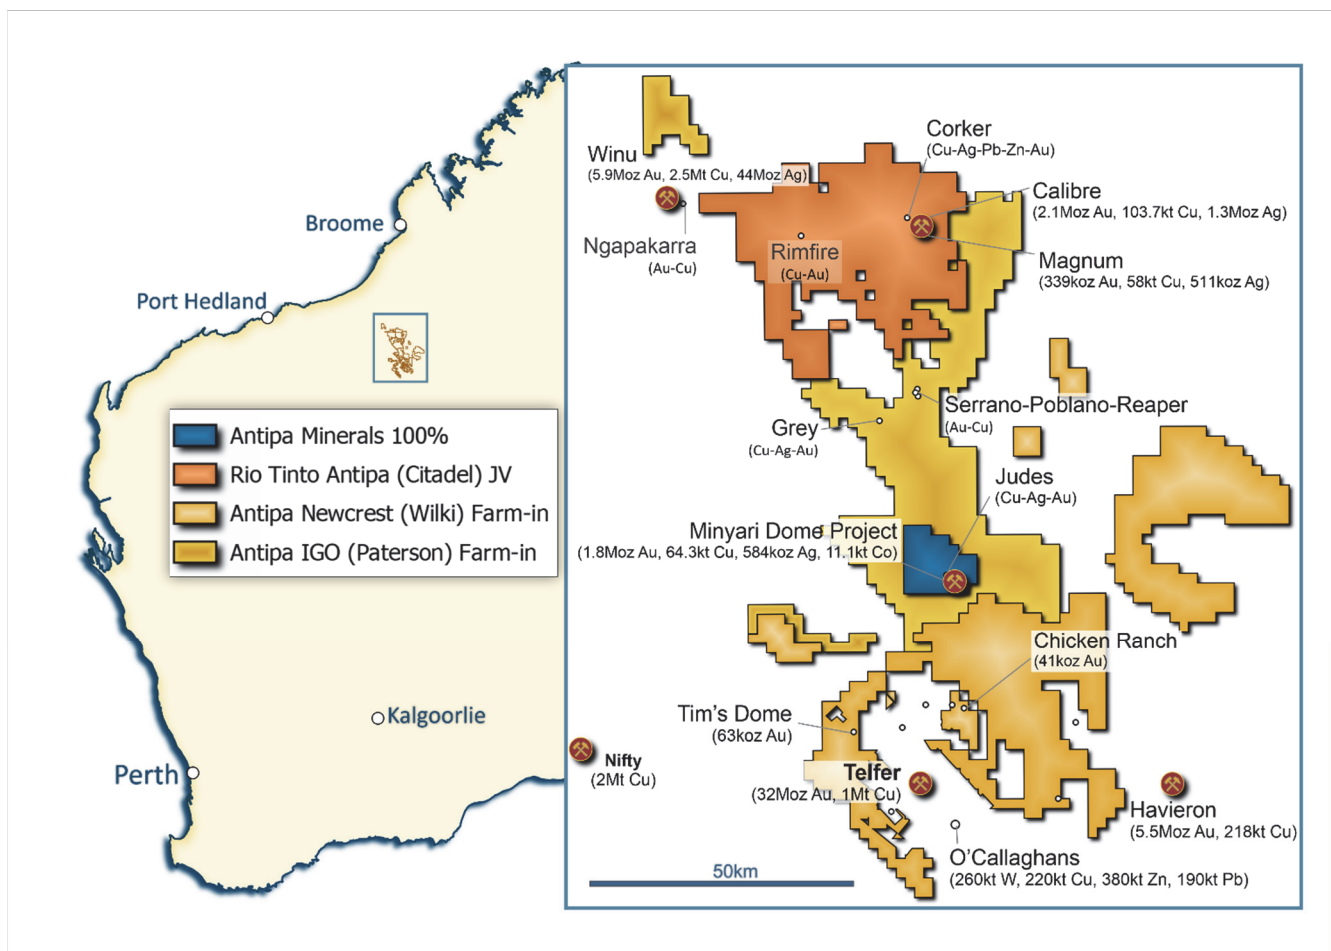 Broome
Port Hedland
Kalgoorlie
Perth
Antipa Minerals 100%
Rio Tinto Antipa (Citadel) JV
Antipa Newcrest (Wilki) Farm-in
Antipa IGO (Paterson) Farm-in
Winu
(5.9Moz Au, 2.5Mt Cu, 44Moz Ag)
Corker
(Cu-Ag-Pb-Zn-Au)
Calibre
(2.1Moz Au, 103.7kt Cu, 1.3Moz Ag)
Ngapakarra
(Au-Cu)
Rimfire
(Cu-Au)
Magnum
(339koz Au, 58kt Cu, 511koz Ag)
Serrano-Poblano-Reaper
(Au-Cu)
Grey
(Cu-Ag-Au)
Judes
(Cu-Ag-Au)
Minyari Dome Project
(1.8Moz Au, 64.3kt Cu, 584koz Ag, 11.1kt Co)
Chicken Ranch
(41koz Au)
Tim's Dome
(63koz Au)
Nifty
(2Mt Cu)
Telfer
(32Moz Au, 1Mt Cu)
Havieron
(5.5Moz Au, 218kt Cu)
O'Callaghans
(260kt W, 220kt Cu, 380kt Zn, 190kt Pb)
50km